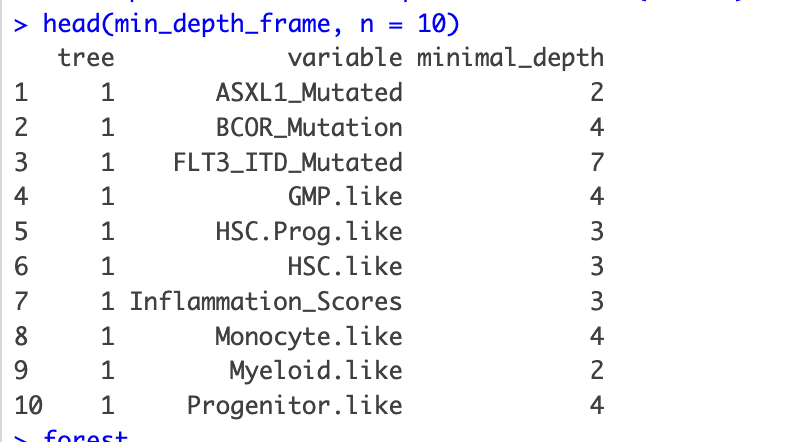 > head(min_depth_frame, n = 10)
tree variable minimal_depth
1 1 ASXL1_Mutated 2
2 1 BCOR_Mutation 4
3 1 FLT3_ITD_Mutated 7
4 1 GMP.like 4
5 1 HSC.Prog.like 3
6 1 HSC.like 3
7 1 Inflammation_Scores 3
8 1 Monocyte.like 4
9 1 Myeloid.like 2
10 1 Progenitor.like 4
> forest